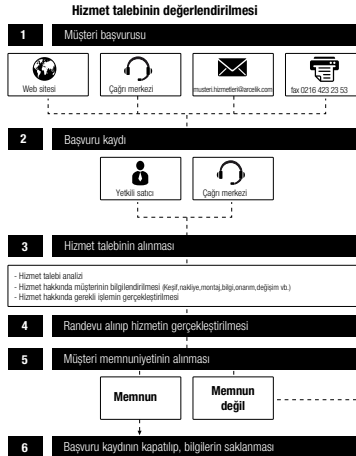 Hizmet talebinin değerlendirilmesi
1 Müşteri başvurusu
Web sitesi
Çağrı merkezi
musteri.hizmetleri@arcelik.com
fax 0216 423 23 53
2 Başvuru kaydı
Yetkili satıcı
Çağrı merkezi
3 Hizmet talebinin alınması
- Hizmet talebi analizi
- Hizmet hakkında müşterinin bilgilendirilmesi (Keşif,nakliye,montaj,bilgi,onarım,değişim vb.)
- Hizmet hakkında gerekli işlemin gerçekleştirilmesi
4 Randevu alınıp hizmetin gerçekleştirilmesi
5 Müşteri memnuniyetinin alınması
Memnun
Memnun
değil
6 Başvuru kaydının kapatılıp, bilgilerin saklanması